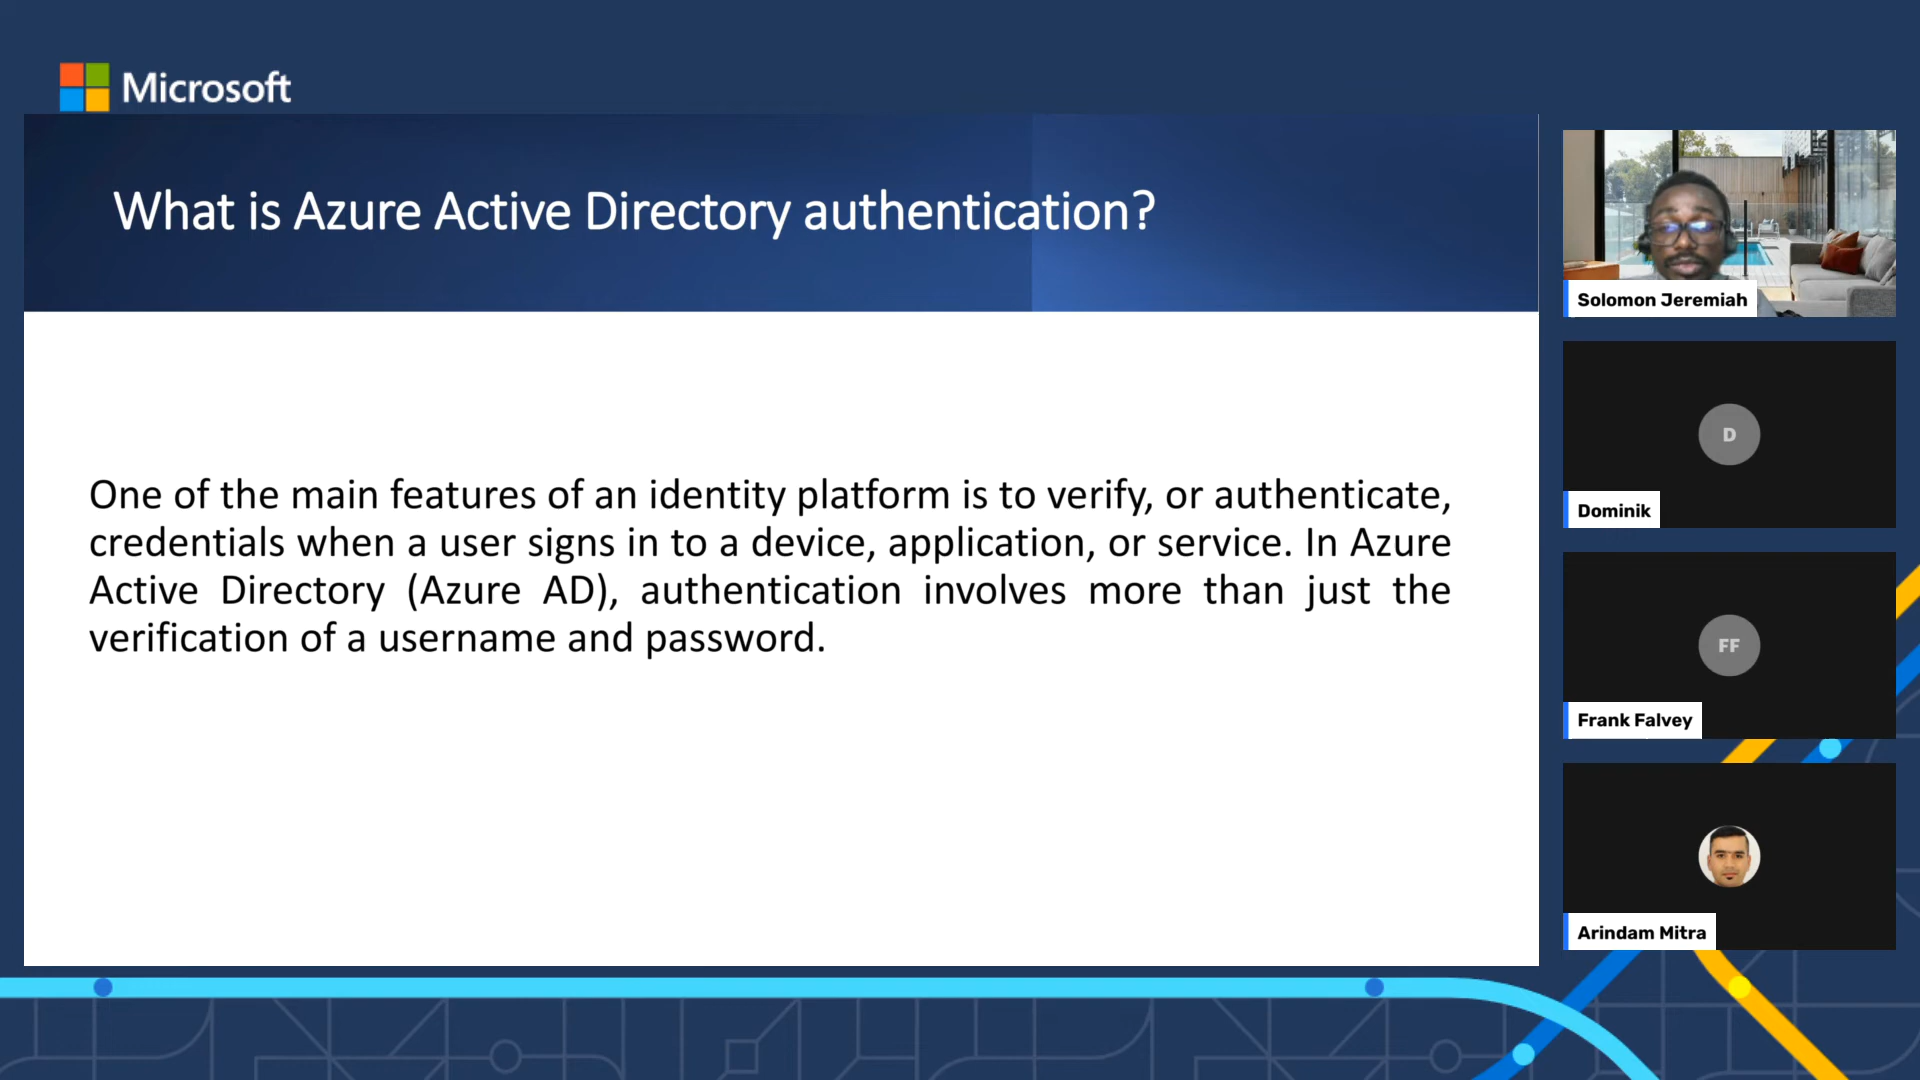 Microsoft
What is Azure Active Directory authentication?
One of the main features of an identity platform is to verify, or authenticate,
credentials when a user signs in to a device, application, or service. In Azure
Active Directory (Azure AD), authentication involves more than just the
verification of a username and password.
Solomon Jeremiah
D
Dominik
FF
Frank Falvey
Arindam Mitra